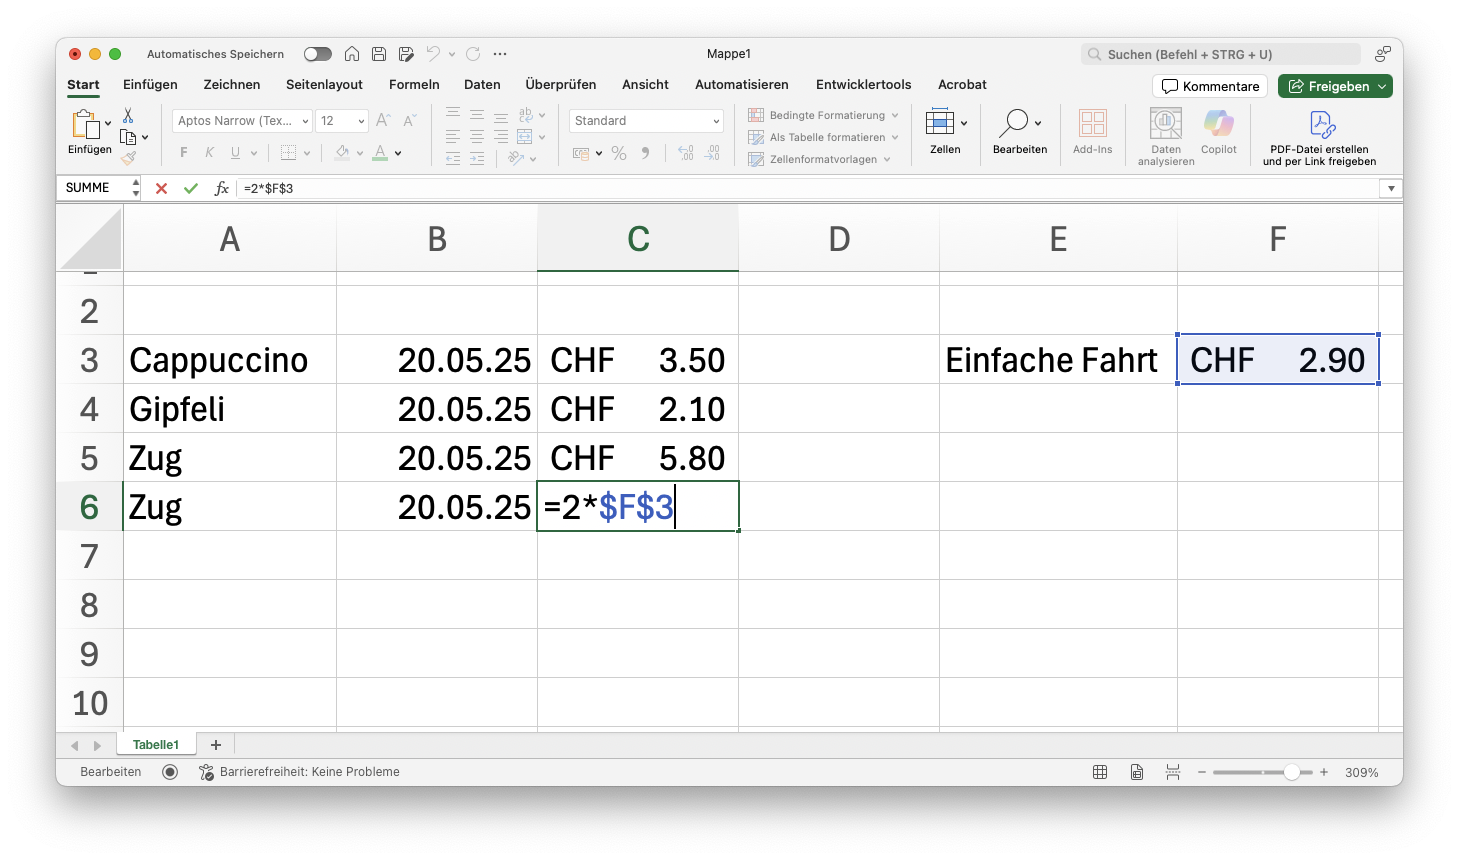 Automatisches Speichern
Mappe1
Suchen (Befehl + STRG + U)
Start Einfügen Zeichnen Seitenlayout Formeln Daten Überprüfen Ansicht Automatisieren Entwicklertools Acrobat
Kommentare
Freigeben
Einfügen
Aptos Narrow (Tex... 12
F K U
Standard
Bedingte Formatierung
Als Tabelle formatieren
Zellenformatvorlagen
Zellen
Bearbeiten
Add-Ins
Daten
analysieren
Copilot
PDF-Datei erstellen
und per Link freigeben
SUMME fx =2*$F$3
A B C D E F
2
3 Cappuccino 20.05.25 CHF 3.50 Einfache Fahrt CHF 2.90
4 Gipfeli 20.05.25 CHF 2.10
5 Zug 20.05.25 CHF 5.80
6 Zug 20.05.25 =2*$F$3
7
8
9
10
Tabelle1 +
Bearbeiten Barrierefreiheit: Keine Probleme 309%